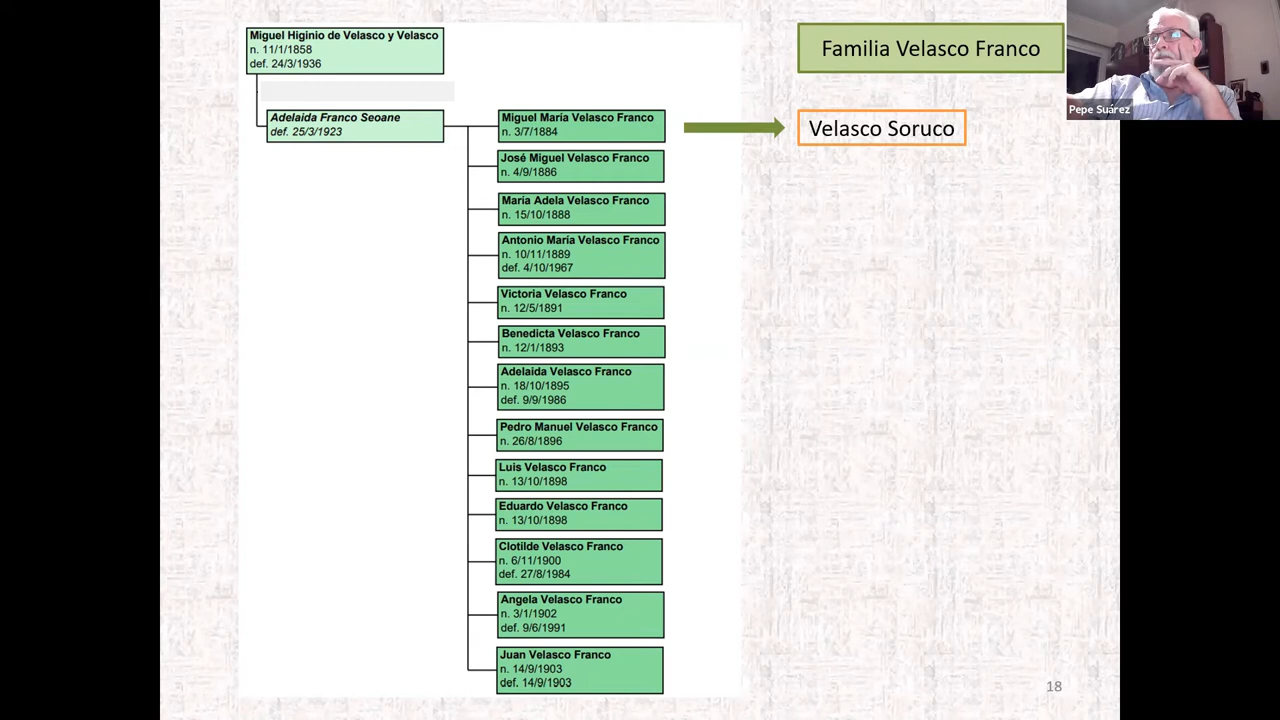 Miguel Higinio de Velasco y Velasco
n. 11/1/1858
def. 24/3/1936
Adelaida Franco Seoane
def. 25/3/1923
Miguel María Velasco Franco
n. 3/7/1884
José Miguel Velasco Franco
n. 4/9/1886
María Adela Velasco Franco
n. 15/10/1888
Antonio María Velasco Franco
n. 10/11/1889
def. 4/10/1967
Victoria Velasco Franco
n. 12/5/1891
Benedicta Velasco Franco
n. 12/1/1893
Adelaida Velasco Franco
n. 18/10/1895
def. 9/9/1986
Pedro Manuel Velasco Franco
n. 26/8/1896
Luis Velasco Franco
n. 13/10/1898
Eduardo Velasco Franco
n. 13/10/1898
Clotilde Velasco Franco
n. 6/11/1900
def. 27/8/1984
Angela Velasco Franco
n. 3/1/1902
def. 9/6/1991
Juan Velasco Franco
n. 14/9/1903
def. 14/9/1903
Familia Velasco Franco
Velasco Soruco
Pepe Suárez
18